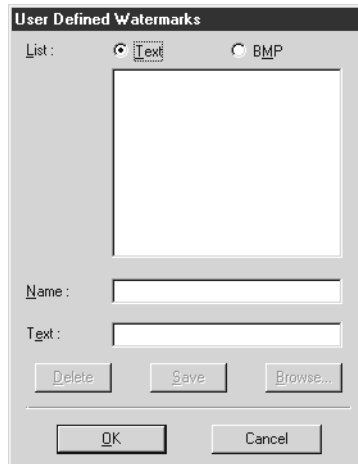 User Defined Watermarks
List : Text BMP
Name :
Text :
Delete Save Browse...
OK Cancel